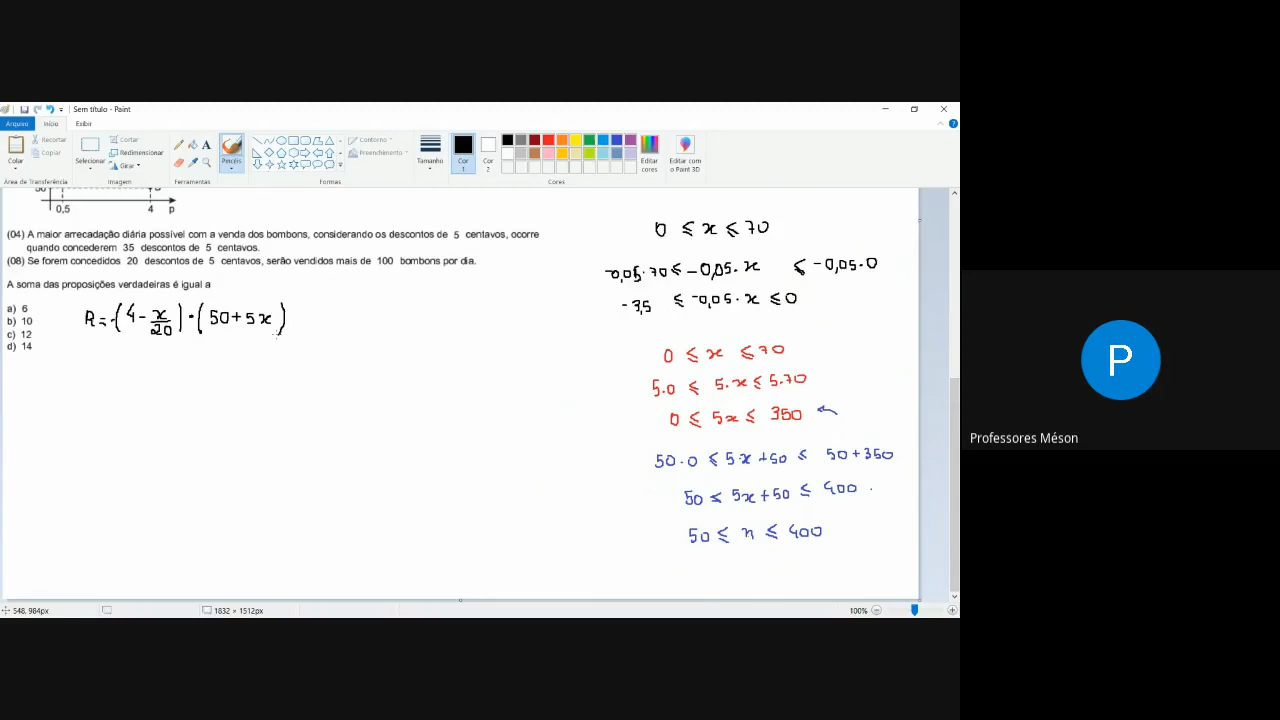 Sem título - Paint
Arquivo
Início
Exibir
Colar
Recortar
Copiar
Área de Transferência
Selecionar
Cortar
Redimensionar
Girar
Imagem
A
Ferramentas
Pincéis
Contorno
Preenchimento
Formas
Tamanho
Cor
1
Cor
2
Editar
cores
Editar com
o Paint 3D
Cores
0,5 4 p
(04) A maior arrecadação diária possível com a venda dos bombons, considerando os descontos de 5 centavos, ocorre
quando concederem 35 descontos de 5 centavos.
(08) Se forem concedidos 20 descontos de 5 centavos, serão vendidos mais de 100 bombons por dia.
A soma das proposições verdadeiras é igual a
a) 6
b) 10
c) 12
d) 14
R = (4 - x/20) · (50 + 5x)
0 ≤ x ≤ 70
-0,05.70 ≤ -0,05.x ≤ -0,05.0
-3,5 ≤ -0,05.x ≤ 0
0 ≤ x ≤ 70
5.0 ≤ 5.x ≤ 5.70
0 ≤ 5x ≤ 350
50.0 ≤ 5.x +50 ≤ 50+350
50 ≤ 5x+50 ≤ 400
50 ≤ n ≤ 400
548, 984px
1832 × 1512px
100%
P
Professores Méson